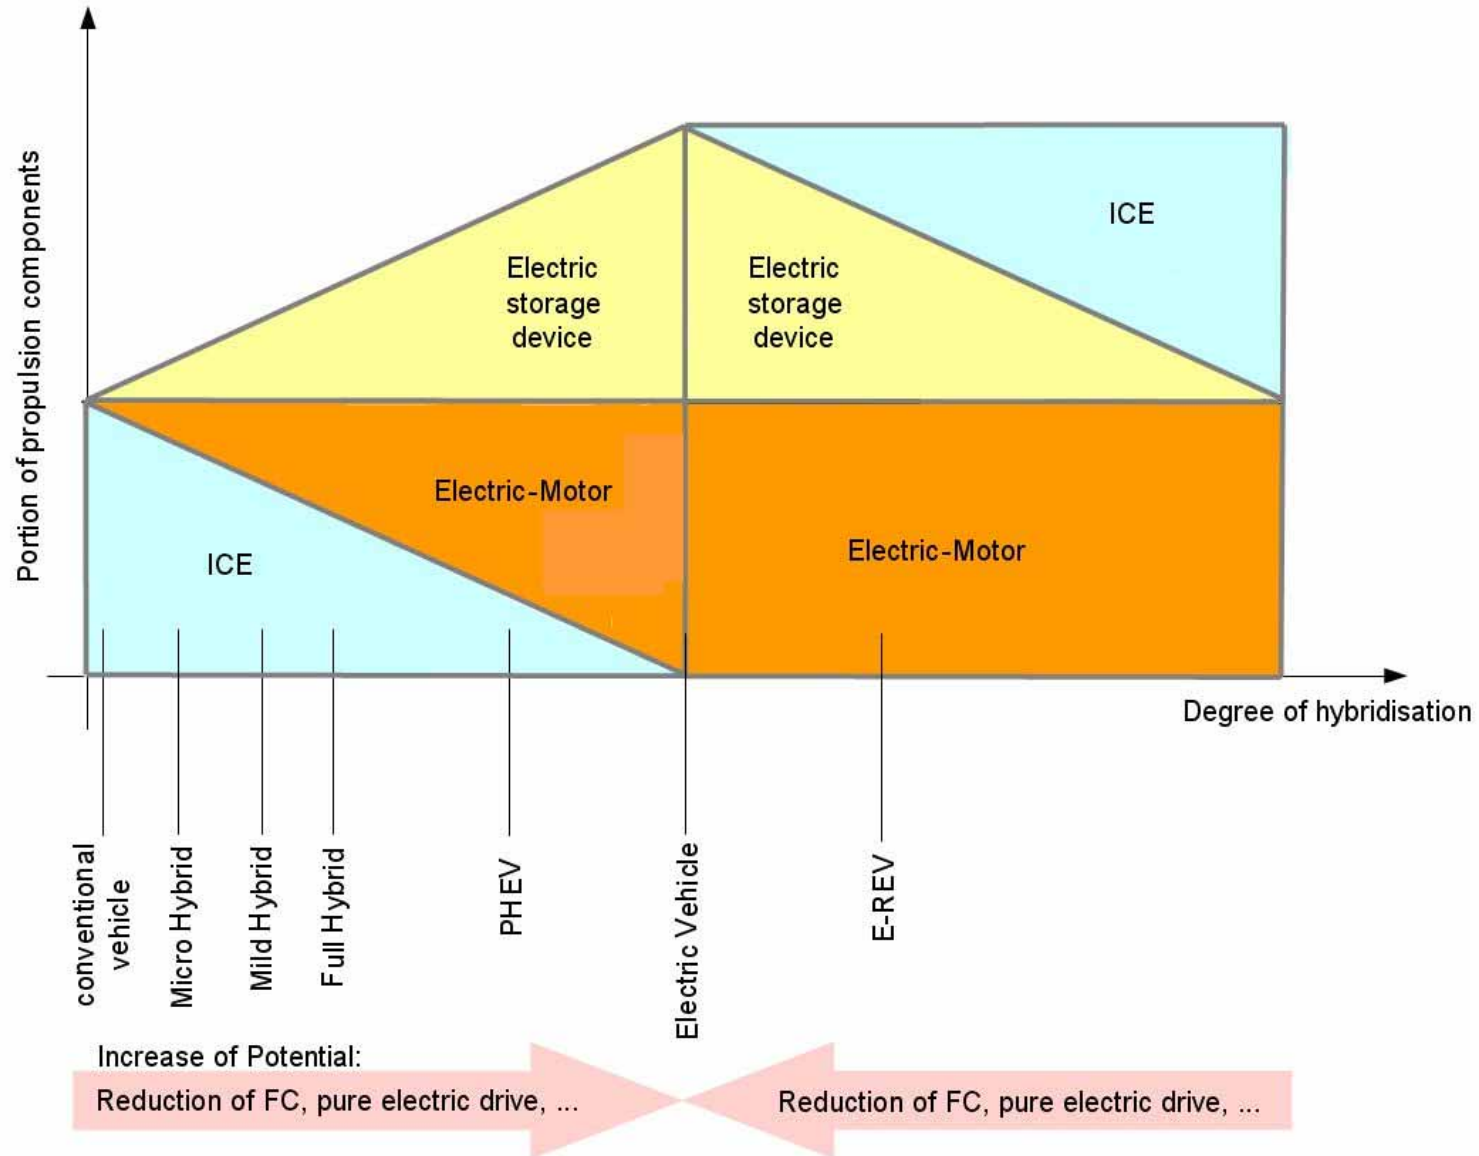 Portion of propulsion components
ICE
Electric
storage
device
Electric
storage
device
Electric-Motor
Electric-Motor
ICE
Degree of hybridisation
conventional
vehicle
Micro Hybrid
Mild Hybrid
Full Hybrid
PHEV
Electric Vehicle
E-REV
Increase of Potential:
Reduction of FC, pure electric drive, ...
Reduction of FC, pure electric drive, ...